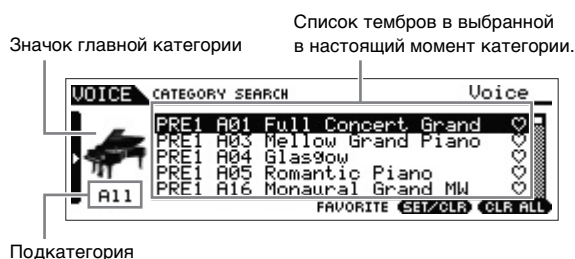 Список тембров в выбранной
в настоящий момент категории.
Значок главной категории
VOICE CATEGORY SEARCH Voice
PRE1 A01 Full Concert Grand
PRE1 A03 Mellow Grand Piano
PRE1 A04 Glasgow
PRE1 A05 Romantic Piano
PRE1 A16 Monaural Grand MW
All
FAVORITE SET/CLR CLR ALL
Подкатегория